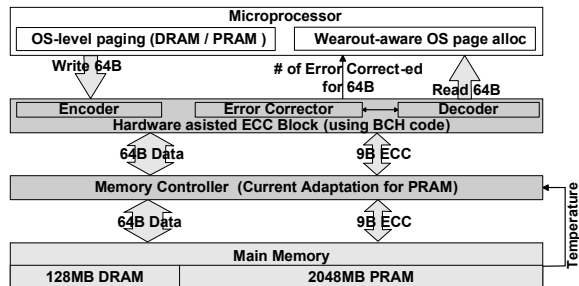 Microprocessor
OS-level paging (DRAM / PRAM )
Wearout-aware OS page alloc
Write 64B
# of Error Correct-ed
for 64B
Read 64B
Encoder
Error Corrector
Decoder
Hardware asisted ECC Block (using BCH code)
64B Data
9B ECC
Memory Controller (Current Adaptation for PRAM)
64B Data
9B ECC
Temperature
Main Memory
128MB DRAM
2048MB PRAM